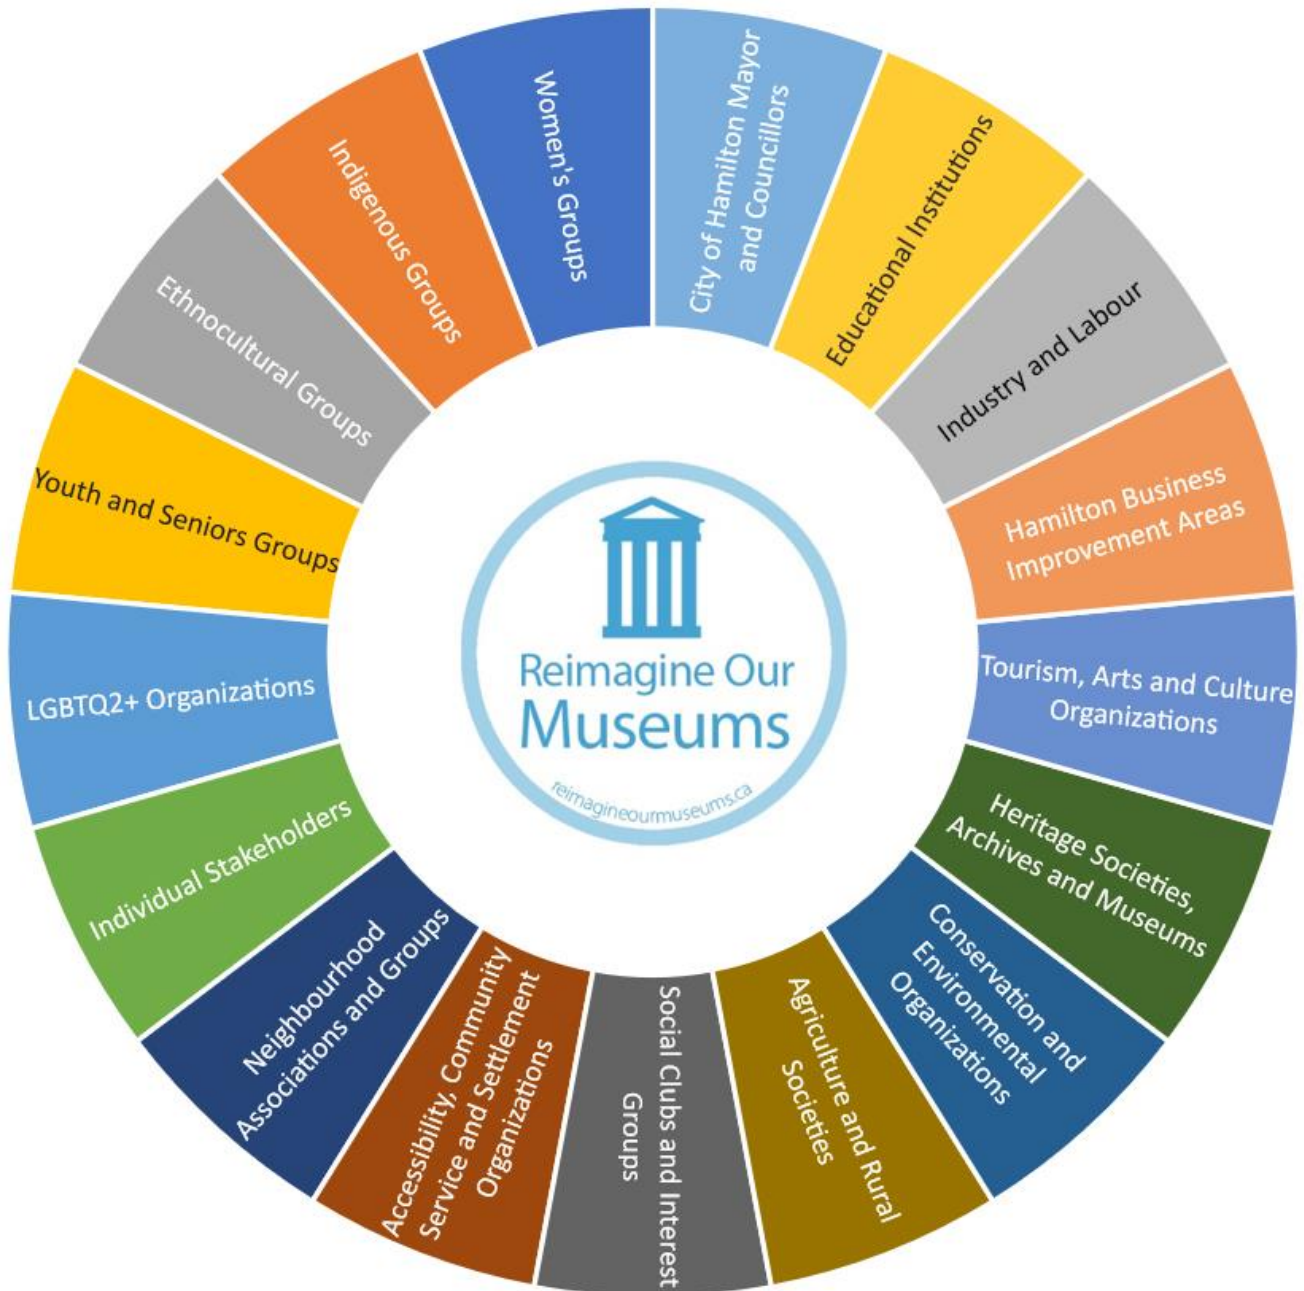 City of Hamilton Mayor
and Councillors
Educational Institutions
Industry and Labour
Hamilton Business
Improvement Areas
Tourism, Arts and Culture
Organizations
Heritage Societies,
Archives and Museums
Conservation and
Environmental
Organizations
Agriculture and Rural
Societies
Social Clubs and Interest
Groups
Accessibility, Community
Service and Settlement
Organizations
Neighbourhood
Associations and Groups
Individual Stakeholders
LGBTQ2+ Organizations
Youth and Seniors Groups
Ethnocultural Groups
Indigenous Groups
Women's Groups
Reimagine Our
Museums
reimagineourmuseums.ca